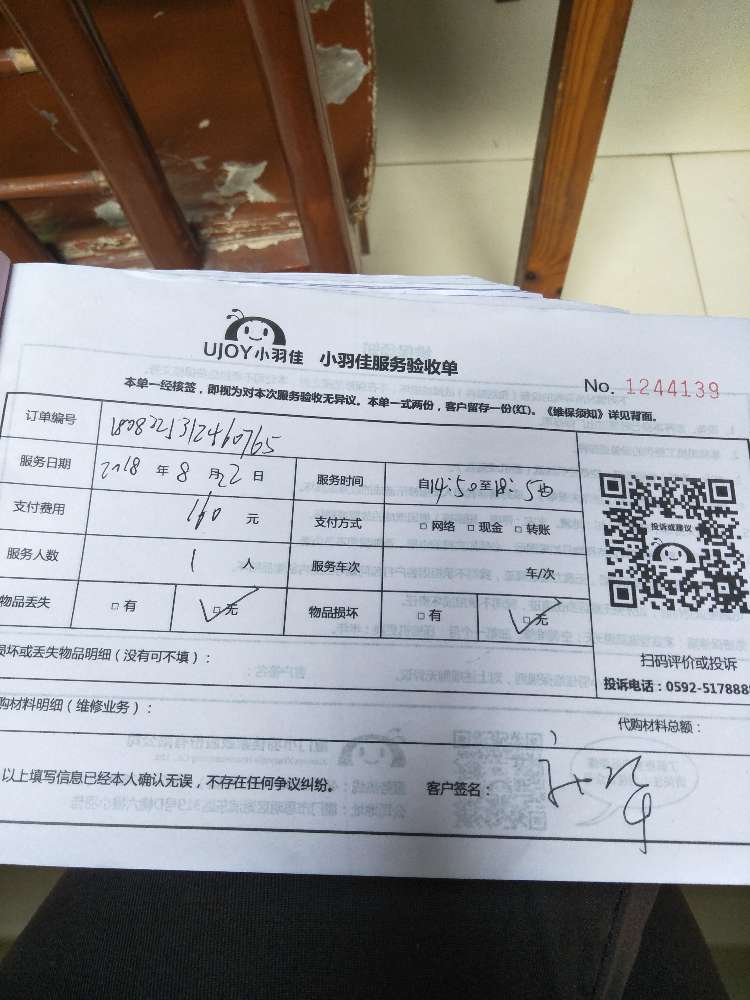 UJOY小羽佳 小羽佳服务验收单
No. 1244139
本单一经核签，即视为对本次服务验收无异议。本单一式两份，客户留存一份(红)。《维保须知》详见背面。
订单编号
服务日期 2018 年 8 月 22 日 服务时间 自14:50至18:50
支付费用 160 元 支付方式 □ 网络 □ 现金 □ 转账
服务人数 1 人 服务车次 车/次
物品丢失 □ 有 □ 无 物品损坏 □ 有 □ 无
投诉或建议
扫码评价或投诉
投诉电话：0592-517888
损坏或丢失物品明细（没有可不填）：
购材料明细（维修业务）： 代购材料总额：
以上填写信息已经本人确认无误，不存在任何争议纠纷。 客户签名：